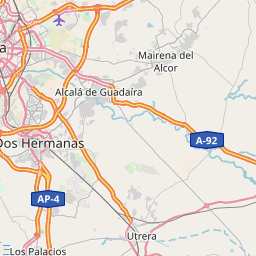 a
Mairena del
Alcor
Alcalá de Guadaíra
A-92
Dos Hermanas
AP-4
Utrera
Los Palacios